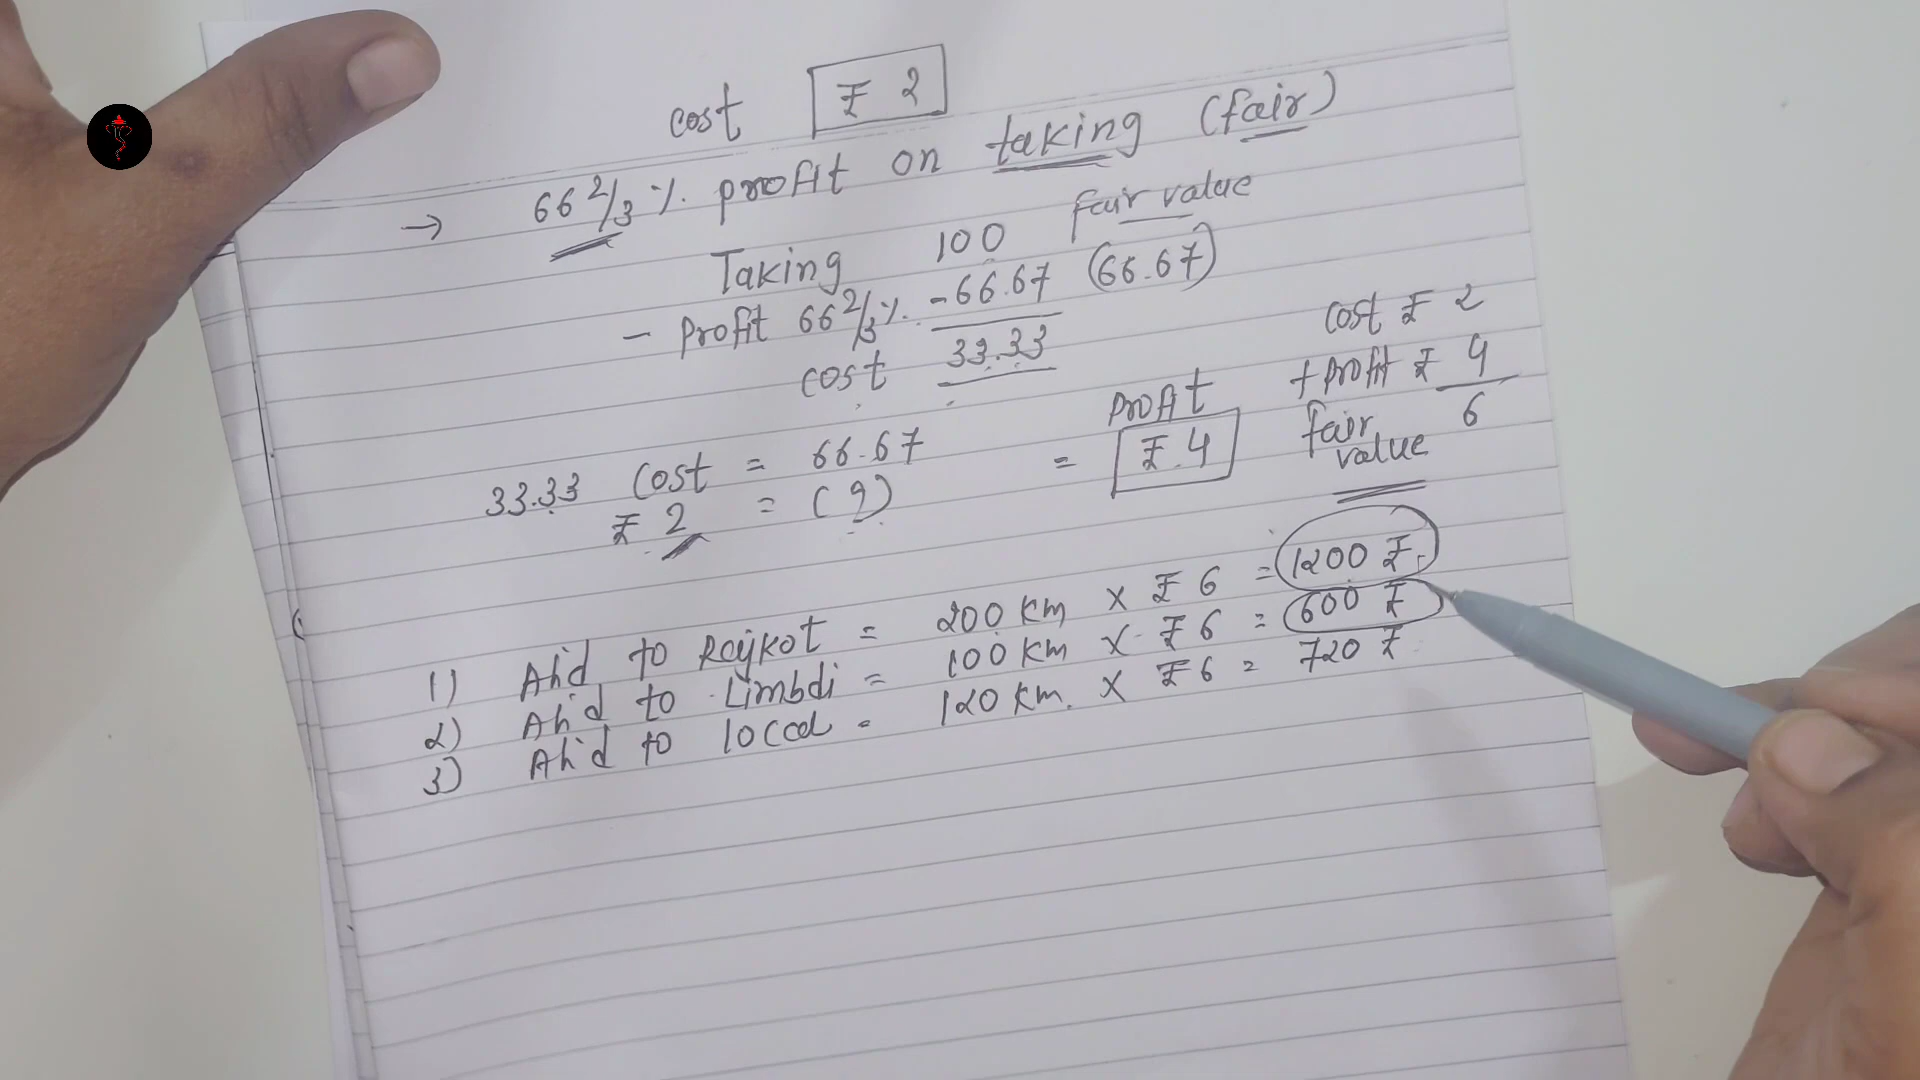 cost ₹ 2
→ 66 2/3 %. profit on taking (fair)
Taking 100 fair value
- Profit 66 2/3 %. -66.67 (66.67)
cost 33.33
cost ₹ 2
+ Profit ₹ 4
fair value 6
33.33 cost = 66.67
₹ 2 = (?)
= Profit ₹.4
1) Ah'd to Rajkot = 200 km x ₹ 6 = 1200 ₹.
2) Ah'd to Limbdi = 100 km x ₹ 6 = 600 ₹
3) Ah'd to local = 120 km. x ₹ 6 = 720 ₹